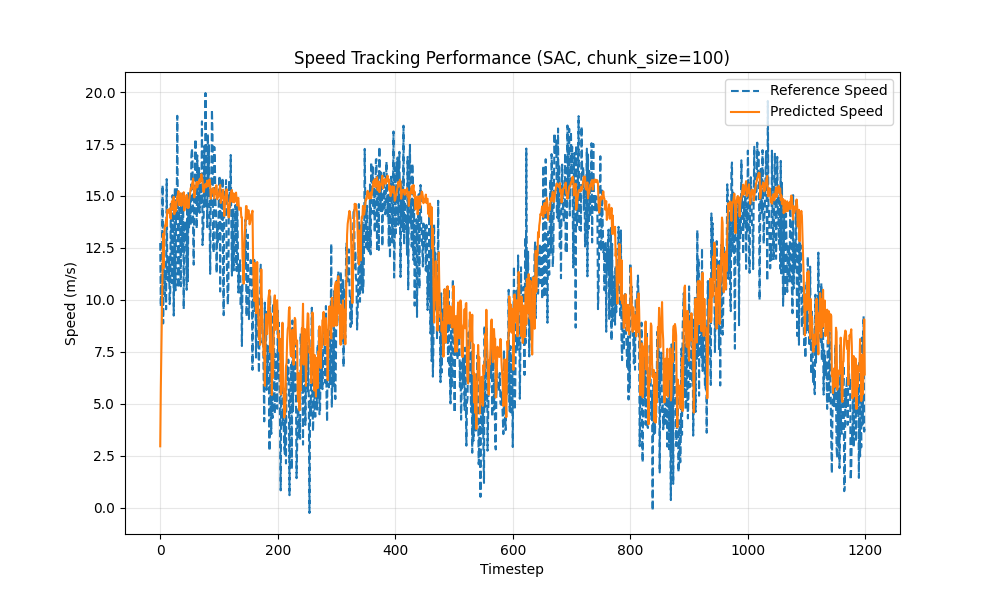 Speed Tracking Performance (SAC, chunk_size=100)
Reference Speed
Predicted Speed
Speed (m/s)
20.0
17.5
15.0
12.5
10.0
7.5
5.0
2.5
0.0
0 200 400 600 800 1000 1200
Timestep